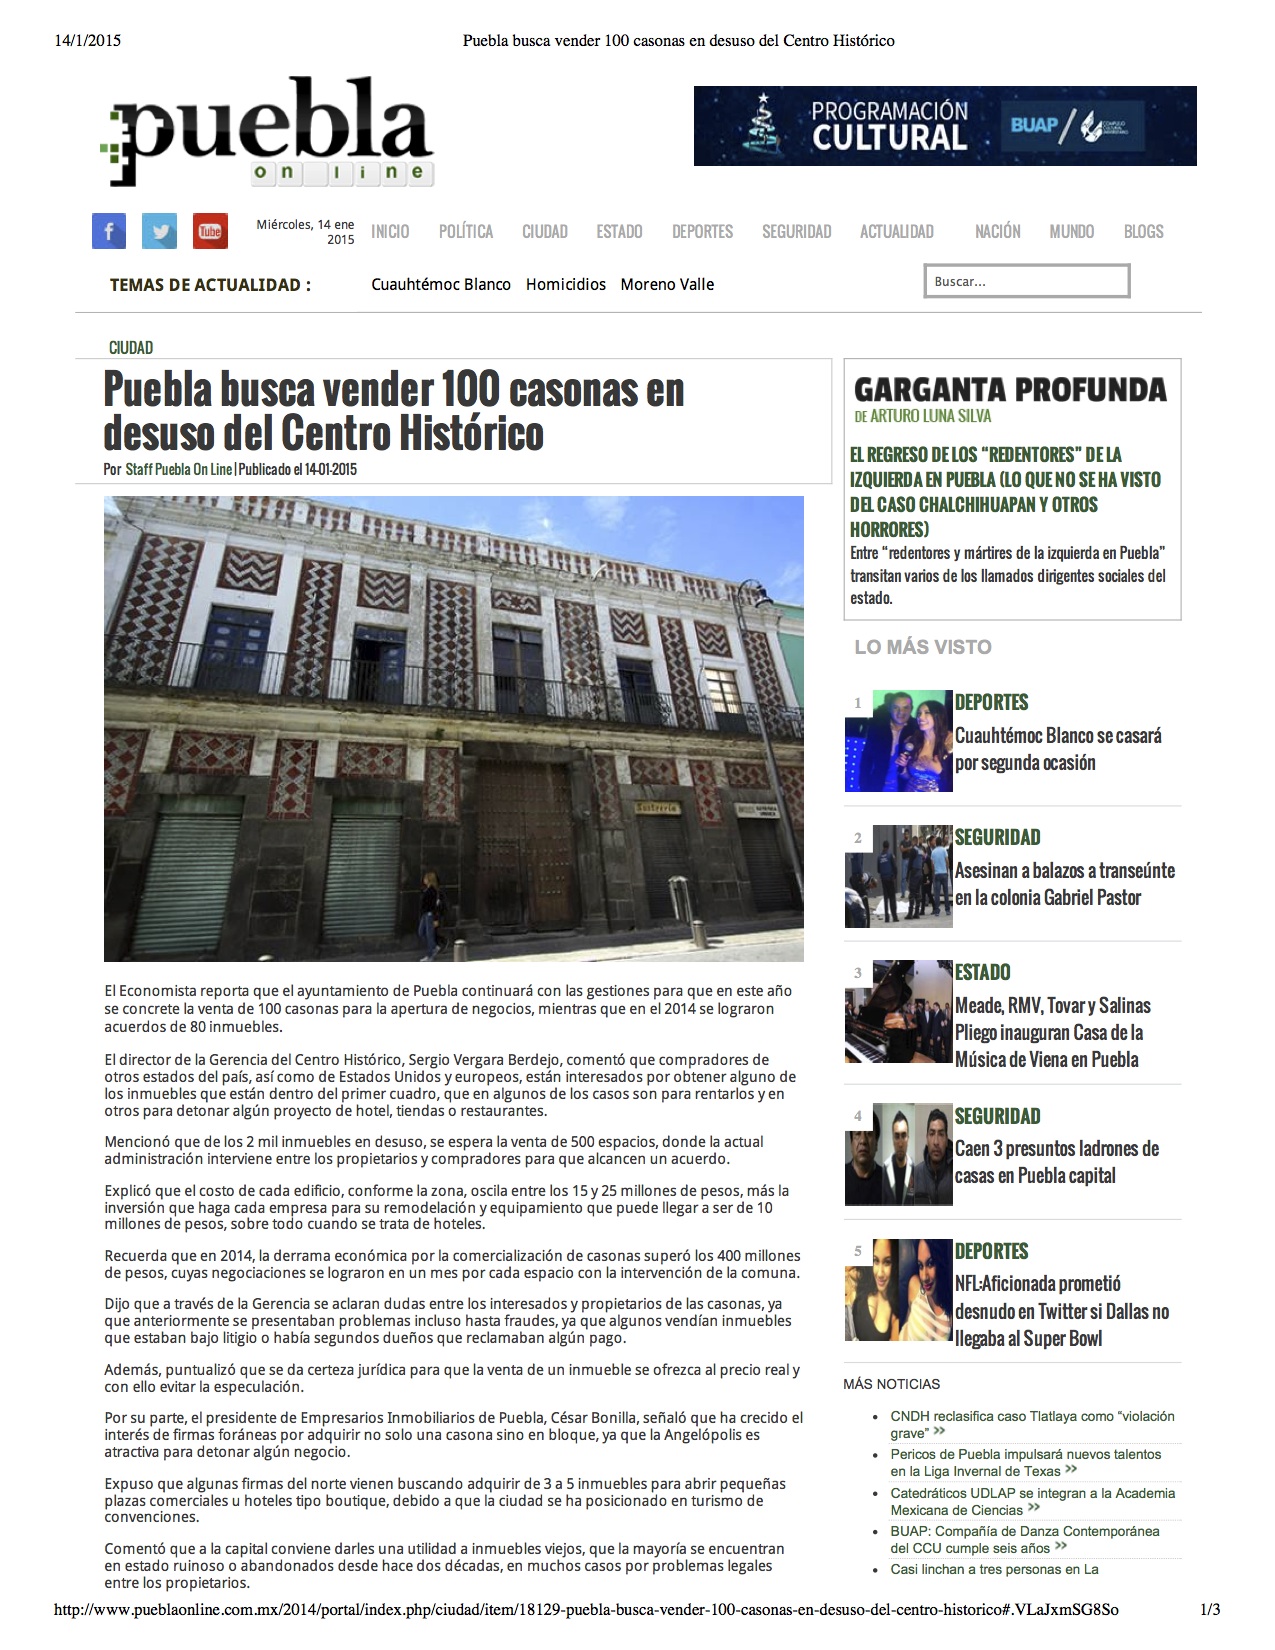 14/1/2015
Puebla busca vender 100 casonas en desuso del Centro Histórico
puebla
on line
PROGRAMACIÓN
CULTURAL
BUAP
Tube
Miércoles, 14 ene
2015
INICIO POLÍTICA CIUDAD ESTADO DEPORTES SEGURIDAD ACTUALIDAD NACIÓN MUNDO BLOGS
TEMAS DE ACTUALIDAD :
Cuauhtémoc Blanco Homicidios Moreno Valle
Buscar...
CIUDAD
Puebla busca vender 100 casonas en
desuso del Centro Histórico
Por Staff Puebla On Line|Publicado el 14-01-2015
Sastreria
El Economista reporta que el ayuntamiento de Puebla continuará con las gestiones para que en este año
se concrete la venta de 100 casonas para la apertura de negocios, mientras que en el 2014 se lograron
acuerdos de 80 inmuebles.
El director de la Gerencia del Centro Histórico, Sergio Vergara Berdejo, comentó que compradores de
otros estados del país, así como de Estados Unidos y europeos, están interesados por obtener alguno de
los inmuebles que están dentro del primer cuadro, que en algunos de los casos son para rentarlos y en
otros para detonar algún proyecto de hotel, tiendas o restaurantes.
Mencionó que de los 2 mil inmuebles en desuso, se espera la venta de 500 espacios, donde la actual
administración interviene entre los propietarios y compradores para que alcancen un acuerdo.
Explicó que el costo de cada edificio, conforme la zona, oscila entre los 15 y 25 millones de pesos, más la
inversión que haga cada empresa para su remodelación y equipamiento que puede llegar a ser de 10
millones de pesos, sobre todo cuando se trata de hoteles.
Recuerda que en 2014, la derrama económica por la comercialización de casonas superó los 400 millones
de pesos, cuyas negociaciones se lograron en un mes por cada espacio con la intervención de la comuna.
Dijo que a través de la Gerencia se aclaran dudas entre los interesados y propietarios de las casonas, ya
que anteriormente se presentaban problemas incluso hasta fraudes, ya que algunos vendían inmuebles
que estaban bajo litigio o había segundos dueños que reclamaban algún pago.
Además, puntualizó que se da certeza jurídica para que la venta de un inmueble se ofrezca al precio real y
con ello evitar la especulación.
Por su parte, el presidente de Empresarios Inmobiliarios de Puebla, César Bonilla, señaló que ha crecido el
interés de firmas foráneas por adquirir no solo una casona sino en bloque, ya que la Angelópolis es
atractiva para detonar algún negocio.
Expuso que algunas firmas del norte vienen buscando adquirir de 3 a 5 inmuebles para abrir pequeñas
plazas comerciales u hoteles tipo boutique, debido a que la ciudad se ha posicionado en turismo de
convenciones.
Comentó que a la capital conviene darles una utilidad a inmuebles viejos, que la mayoría se encuentran
en estado ruinoso o abandonados desde hace dos décadas, en muchos casos por problemas legales
entre los propietarios.
GARGANTA PROFUNDA
DE ARTURO LUNA SILVA
EL REGRESO DE LOS “REDENTORES” DE LA
IZQUIERDA EN PUEBLA (LO QUE NO SE HA VISTO
DEL CASO CHALCHIHUAPAN Y OTROS
HORRORES)
Entre “redentores y mártires de la izquierda en Puebla”
transitan varios de los llamados dirigentes sociales del
estado.
LO MÁS VISTO
1
DEPORTES
Cuauhtémoc Blanco se casará
por segunda ocasión
2
SEGURIDAD
Asesinan a balazos a transeúnte
en la colonia Gabriel Pastor
3
ESTADO
Meade, RMV, Tovar y Salinas
Pliego inauguran Casa de la
Música de Viena en Puebla
4
SEGURIDAD
Caen 3 presuntos ladrones de
casas en Puebla capital
5
DEPORTES
NFL:Aficionada prometió
desnudo en Twitter si Dallas no
llegaba al Super Bowl
MÁS NOTICIAS
• CNDH reclasifica caso Tlatlaya como “violación
grave” »
• Pericos de Puebla impulsará nuevos talentos
en la Liga Invernal de Texas »
• Catedráticos UDLAP se integran a la Academia
Mexicana de Ciencias »
• BUAP: Compañía de Danza Contemporánea
del CCU cumple seis años »
• Casi linchan a tres personas en La
http://www.pueblaonline.com.mx/2014/portal/index.php/ciudad/item/18129-puebla-busca-vender-100-casonas-en-desuso-del-centro-historico#.VLaJxmSG8So
1/3